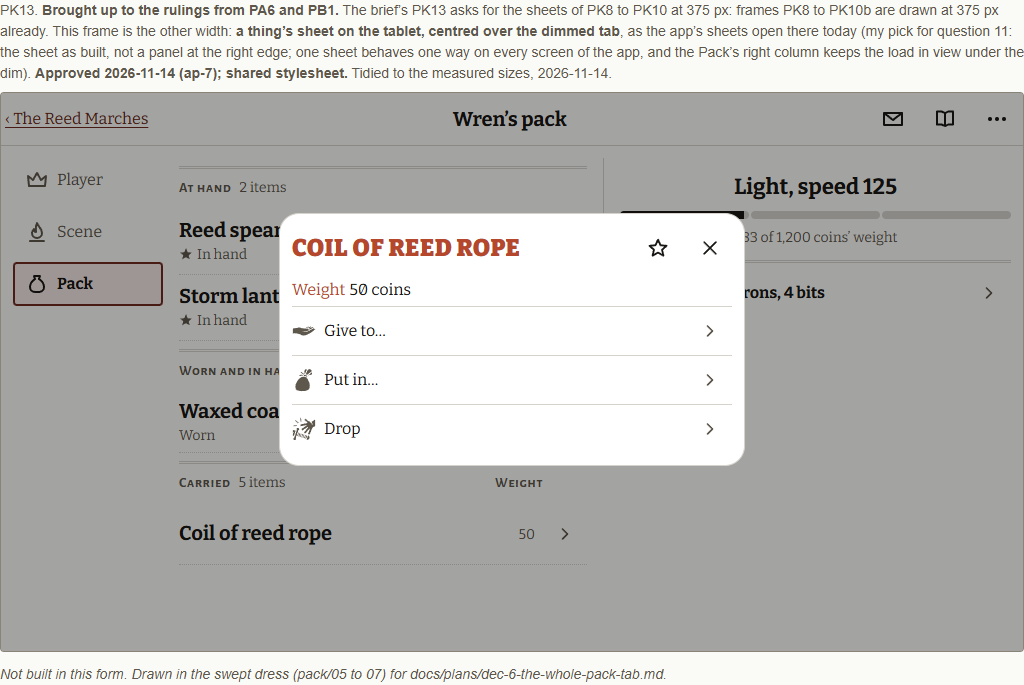 PK13. Brought up to the rulings from PA6 and PB1. The brief's PK13 asks for the sheets of PK8 to PK10 at 375 px: frames PK8 to PK10b are drawn at 375 px
already. This frame is the other width: a thing's sheet on the tablet, centred over the dimmed tab, as the app's sheets open there today (my pick for question 11:
the sheet as built, not a panel at the right edge; one sheet behaves one way on every screen of the app, and the Pack's right column keeps the load in view under the
dim). Approved 2026-11-14 (ap-7); shared stylesheet. Tidied to the measured sizes, 2026-11-14.
‹ The Reed Marches
Wren's pack
Player
Scene
Pack
At hand 2 items
Reed spear
★ In hand
Storm lant
★ In hand
Worn and in ha
Waxed coa
Worn
Carried 5 items
Weight
Coil of reed rope
50
Light, speed 125
33 of 1,200 coins' weight
rons, 4 bits
COIL OF REED ROPE
Weight 50 coins
Give to…
Put in…
Drop
Not built in this form. Drawn in the swept dress (pack/05 to 07) for docs/plans/dec-6-the-whole-pack-tab.md.